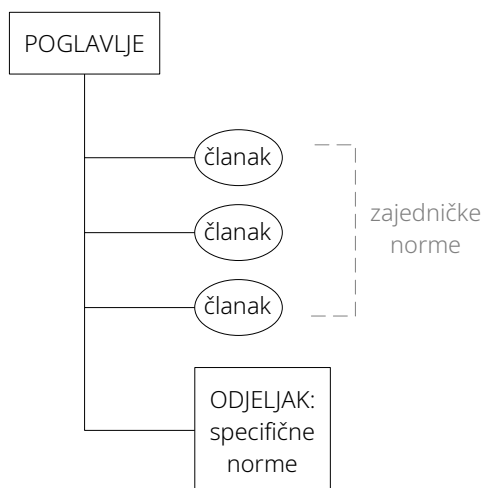 POGLAVLJE
članak
članak
članak
zajedničke
norme
ODJELJAK:
specifične
norme